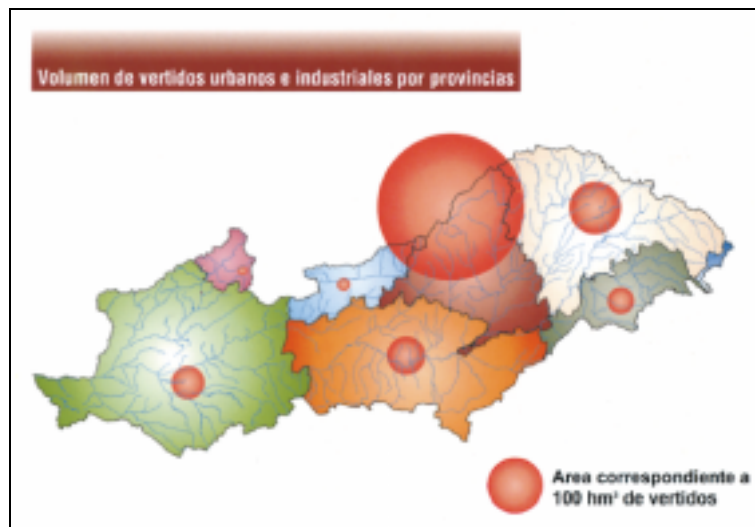 Volumen de vertidos urbanos e industriales por provincias
Area correspondiente a
100 hm³ de vertidos